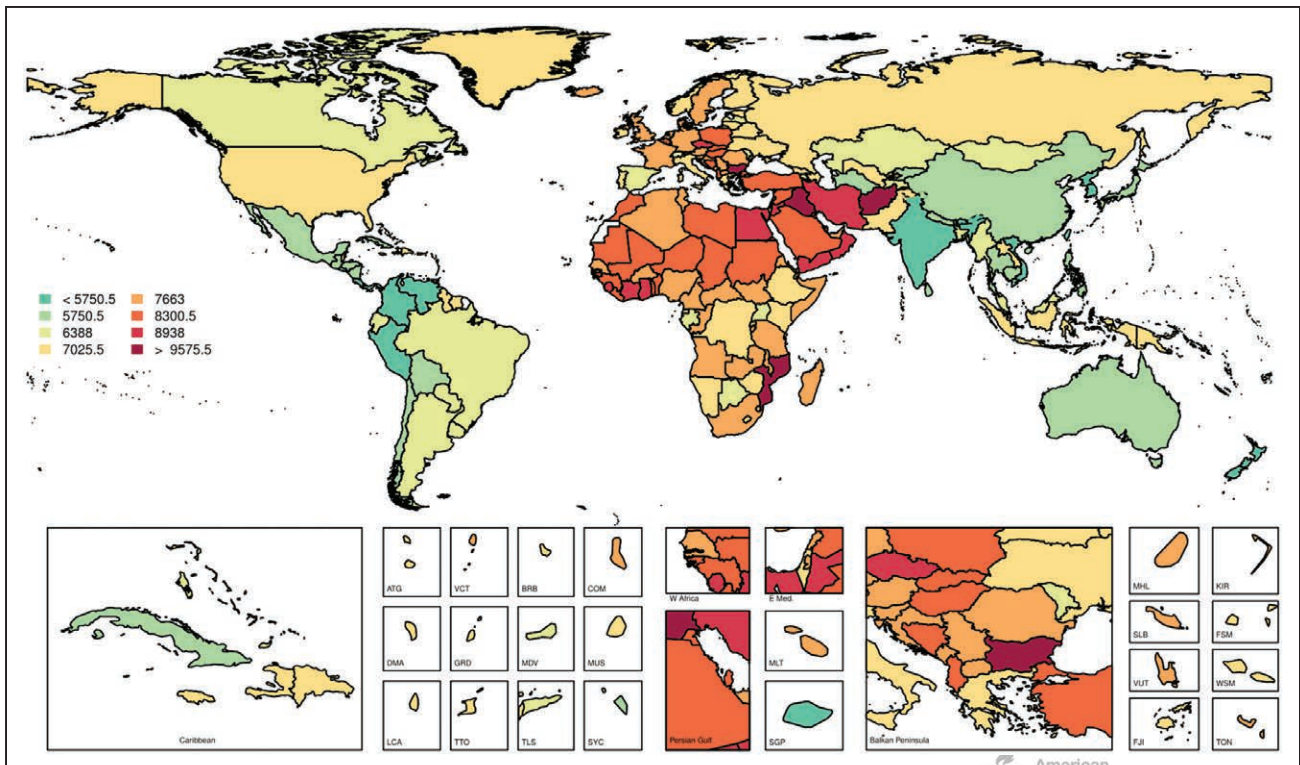 < 5750.5
5750.5
6388
7025.5
7663
8300.5
8938
> 9575.5
Caribbean
ATG
VCT
BRB
COM
DMA
GRD
MDV
MUS
LCA
TTO
TLS
SYC
W Africa
E Med.
Persian Gulf
MLT
SGP
Balkan Peninsula
MHL
KIR
SLB
FSM
VUT
WSM
FJI
TON
American